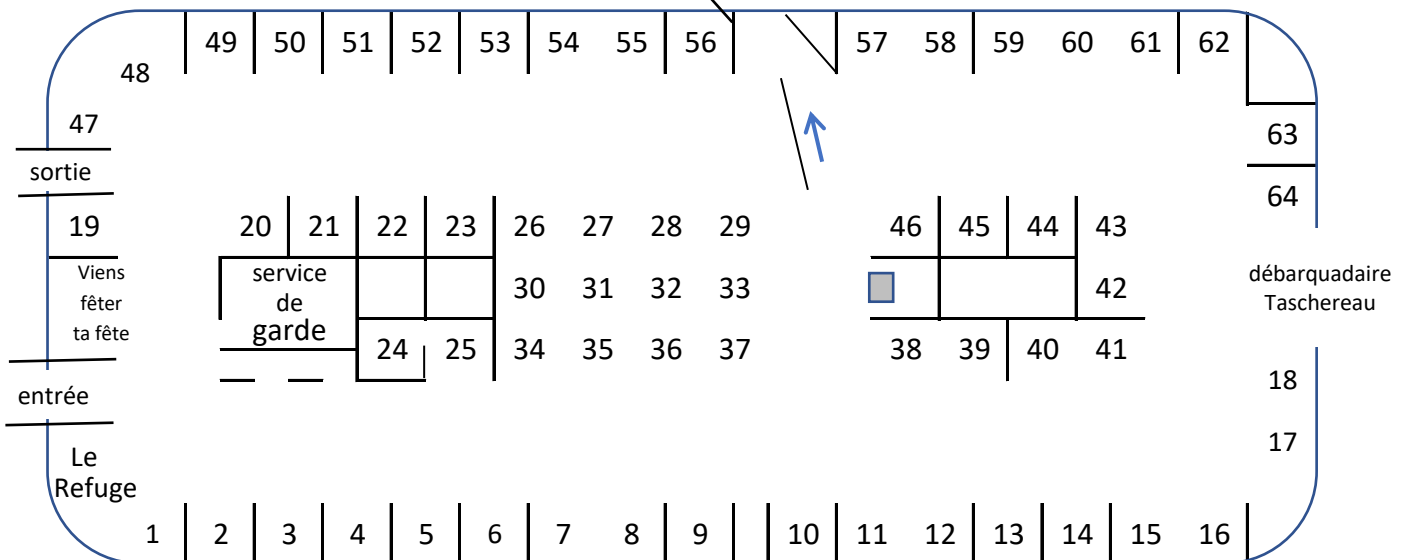 49 50 51 52 53 54 55 56 57 58 59 60 61 62
48
47
63
sortie
64
19 20 21 22 23 26 27 28 29 46 45 44 43
Viens
fêter
ta fête
service
de
garde
30 31 32 33 42
débarquadaire
Taschereau
24 25 34 35 36 37 38 39 40 41
18
entrée
17
Le
Refuge
1 2 3 4 5 6 7 8 9 10 11 12 13 14 15 16